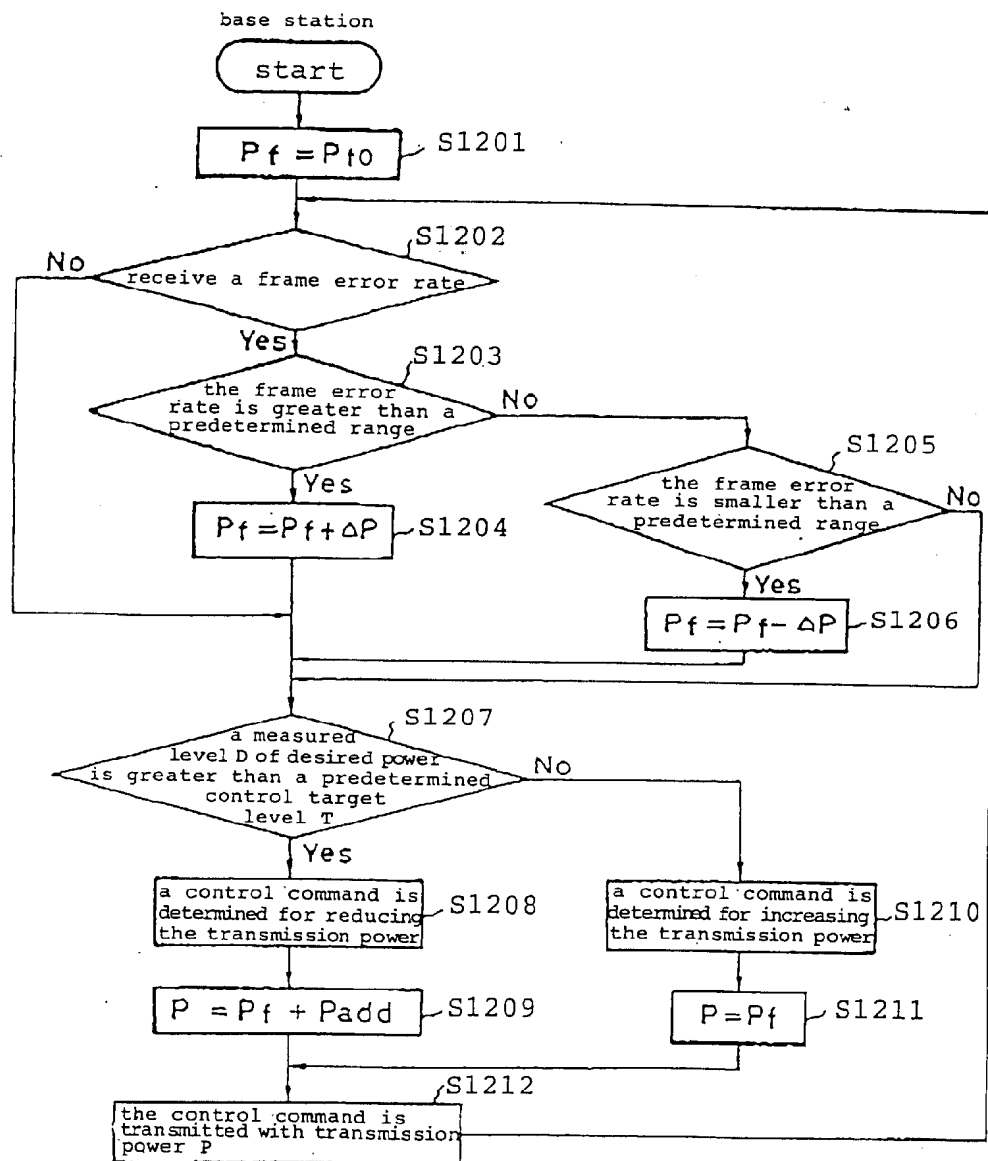 base station
start
Pf = Pto
S1201
S1202
No
receive a frame error rate
Yes
S1203
the frame error
rate is greater than a
predetermined range
No
S1205
the frame error
rate is smaller than a
predetermined range
No
Yes
Pf = Pf + ΔP
S1204
Yes
Pf = Pf - ΔP
S1206
S1207
a measured
level D of desired power
is greater than a predetermined
control target
level T
No
Yes
a control command is
determined for reducing
the transmission power
S1208
a control command is
determined for increasing
the transmission power
S1210
P = Pf + Padd
S1209
P = Pf
S1211
S1212
the control command is
transmitted with transmission
power P